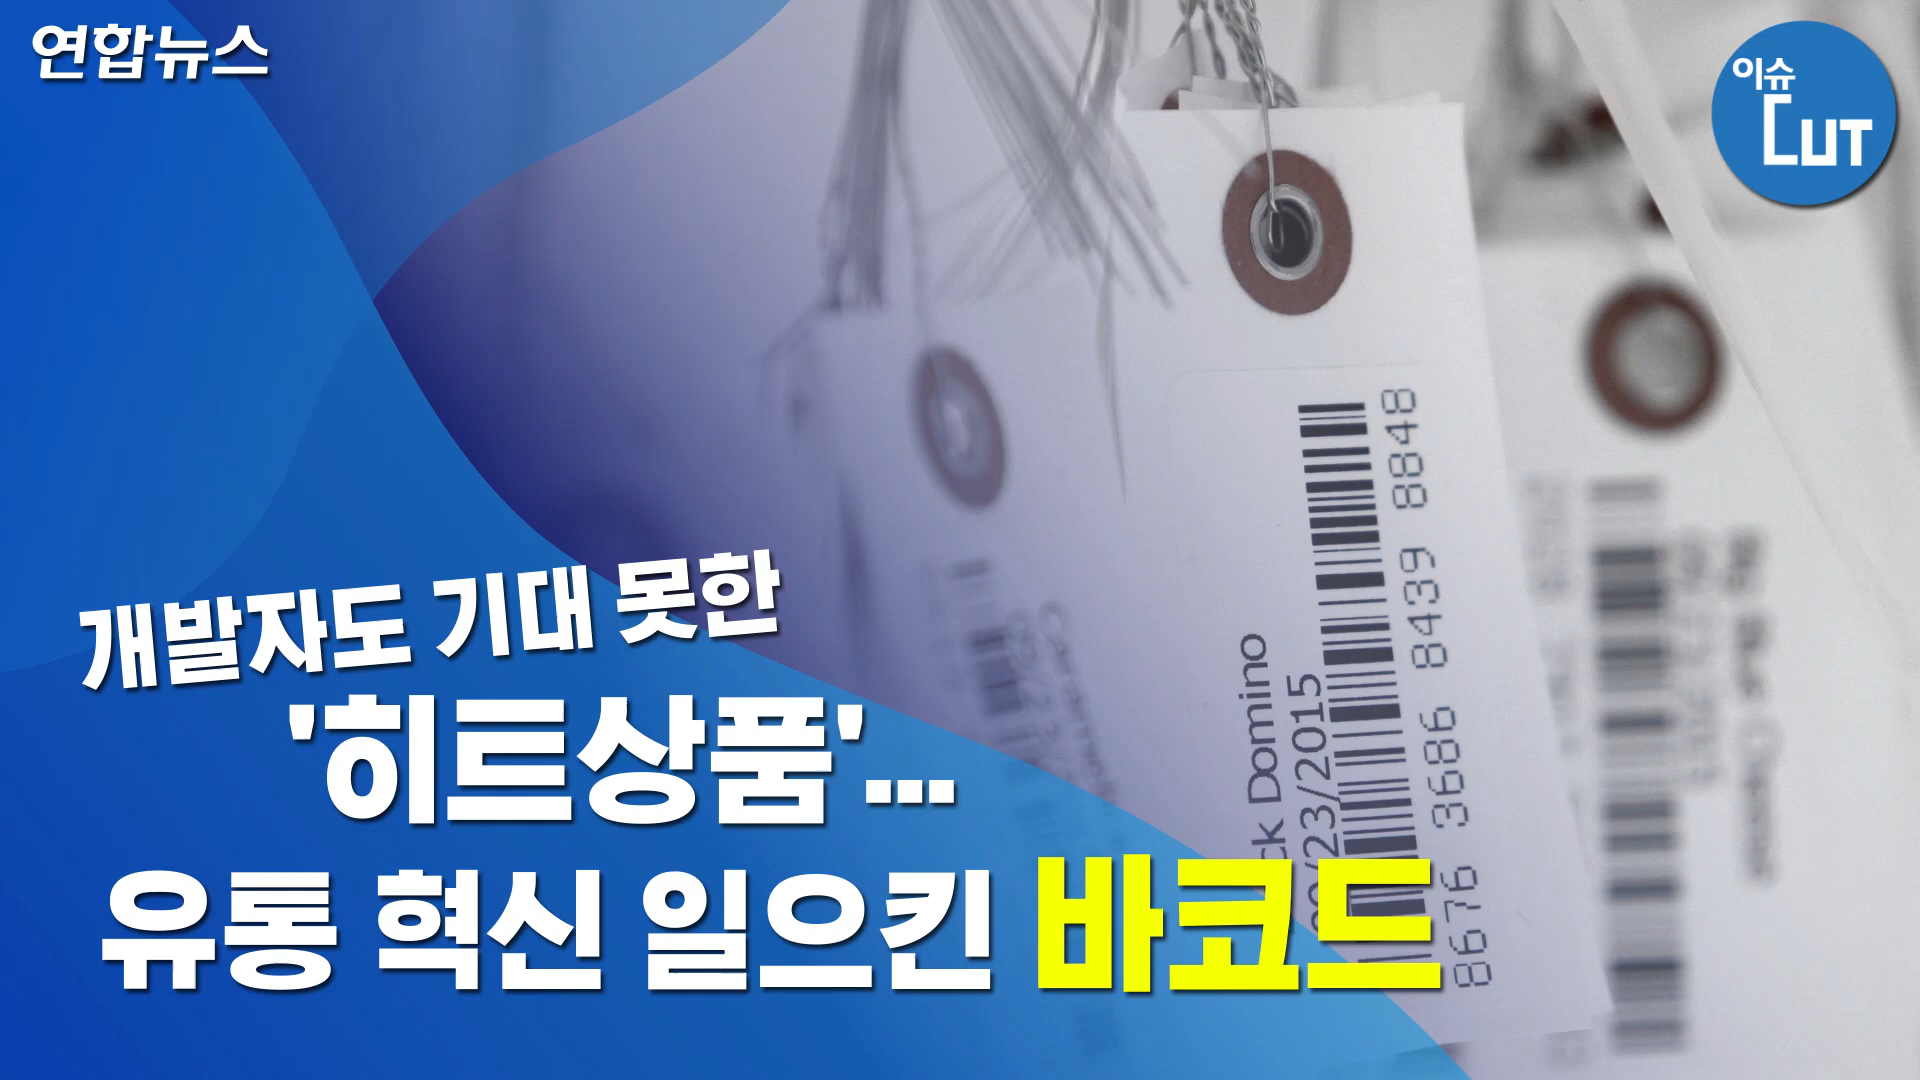 연합뉴스
이슈
CUT
개발자도 기대 못한
'히트상품'...
유통 혁신 일으킨 바코드
ck Domino
/23/2015
8676 3686 8439 8848